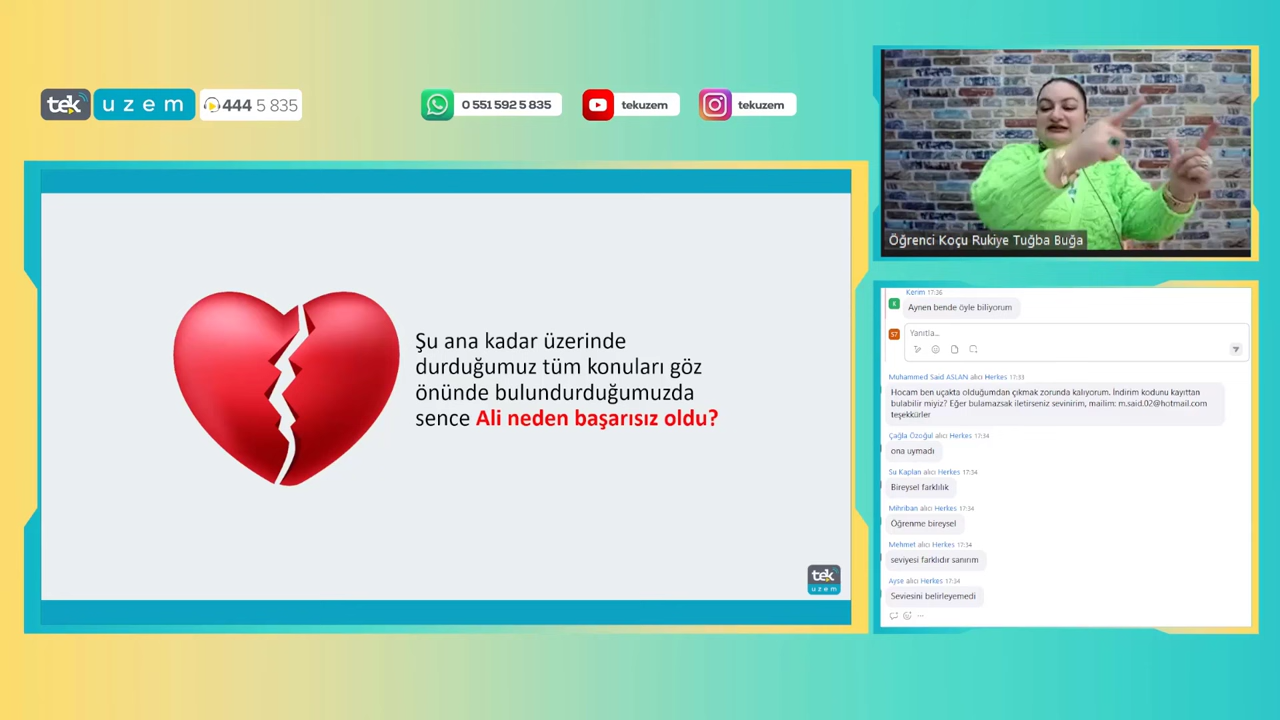 tek uzem 444 5 835
0 551 592 5 835
tekuzem
tekuzem
Şu ana kadar üzerinde
durduğumuz tüm konuları göz
önünde bulundurduğumuzda
sence Ali neden başarısız oldu?
tek
uzem
Öğrenci Koçu Rukiye Tuğba Buğa
Kerim 17:36
K
Aynen bende öyle biliyorum
Yanıtla...
Muhammed Said ASLAN alıcı Herkes 17:33
Hocam ben uçakta olduğumdan çıkmak zorunda kalıyorum. İndirim kodunu kayıttan
bulabilir miyiz? Eğer bulamazsak iletirseniz sevinirim, mailim: m.said.02@hotmail.com
teşekkürler
Çağla Özoğul alıcı Herkes 17:34
ona uymadı
Su Kaplan alıcı Herkes 17:34
Bireysel farklılık
Mihriban alıcı Herkes 17:34
Öğrenme bireysel
Mehmet alıcı Herkes 17:34
seviyesi farklıdır sanırım
Ayse alıcı Herkes 17:34
Seviesini belirleyemedi